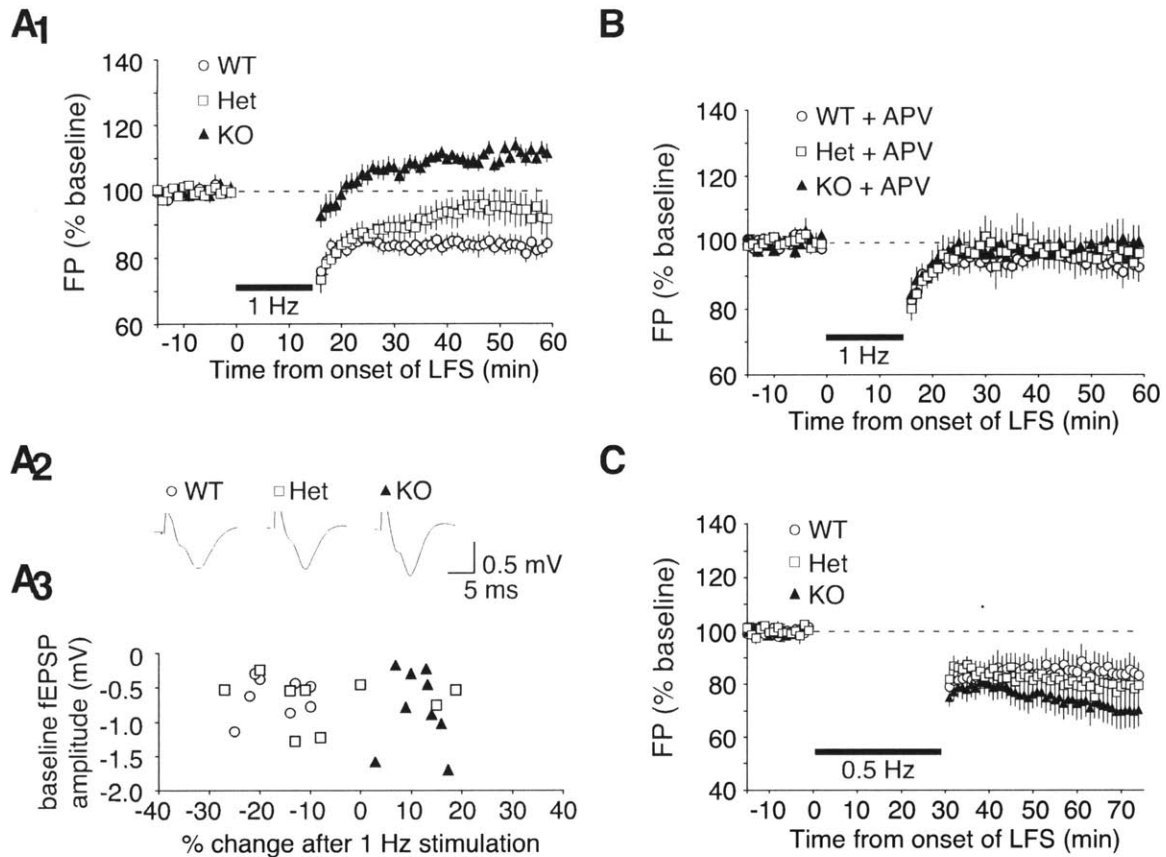 A1
140
120
100
80
60
FP (% baseline)
○ WT
□ Het
▲ KO
1 Hz
-10 0 10 20 30 40 50 60
Time from onset of LFS (min)
B
140
120
100
80
60
FP (% baseline)
○ WT + APV
□ Het + APV
▲ KO + APV
1 Hz
-10 0 10 20 30 40 50 60
Time from onset of LFS (min)
A2
○ WT □ Het ▲ KO
0.5 mV
5 ms
A3
baseline fEPSP
amplitude (mV)
0
-0.5
-1.0
-1.5
-2.0
-40 -30 -20 -10 0 10 20 30 40
% change after 1 Hz stimulation
C
140
120
100
80
60
40
FP (% baseline)
○ WT
□ Het
▲ KO
0.5 Hz
-10 0 10 20 30 40 50 60 70
Time from onset of LFS (min)